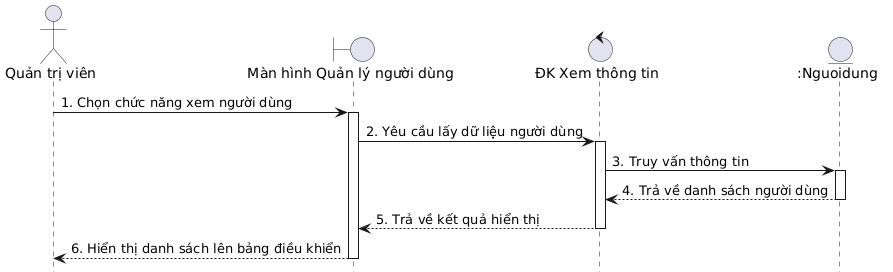 Quản trị viên
Màn hình Quản lý người dùng
ĐK Xem thông tin
:Nguoidung
1. Chọn chức năng xem người dùng
2. Yêu cầu lấy dữ liệu người dùng
3. Truy vấn thông tin
4. Trả về danh sách người dùng
5. Trả về kết quả hiển thị
6. Hiển thị danh sách lên bảng điều khiển